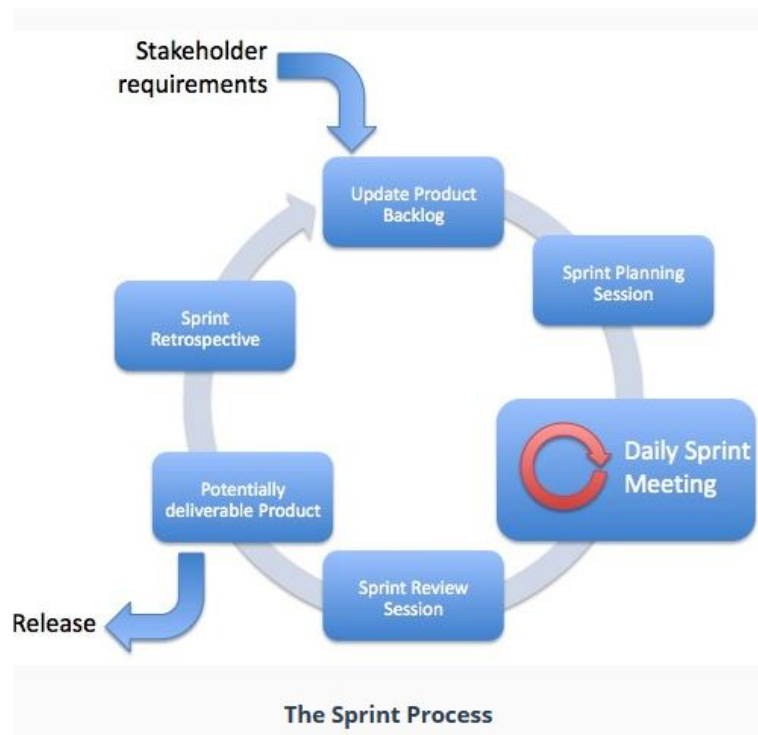 Stakeholder
requirements
Update Product
Backlog
Sprint Planning
Session
Daily Sprint
Meeting
Sprint Review
Session
Potentially
deliverable Product
Release
Sprint
Retrospective
The Sprint Process